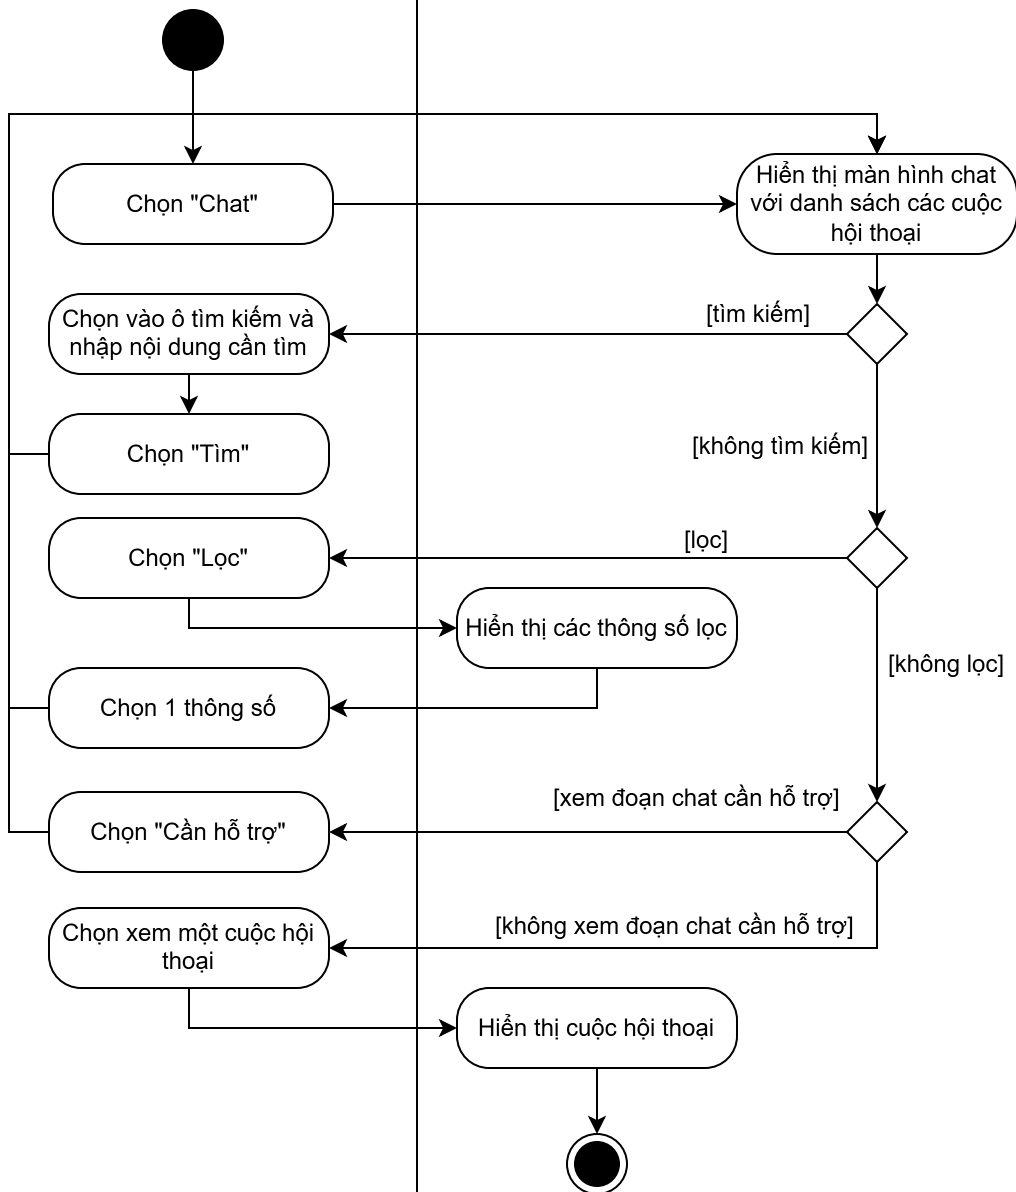 Chọn "Chat"
Hiển thị màn hình chat
với danh sách các cuộc
hội thoại
[tìm kiếm]
Chọn vào ô tìm kiếm và
nhập nội dung cần tìm
[không tìm kiếm]
Chọn "Tìm"
[lọc]
Chọn "Lọc"
Hiển thị các thông số lọc
[không lọc]
Chọn 1 thông số
[xem đoạn chat cần hỗ trợ]
Chọn "Cần hỗ trợ"
[không xem đoạn chat cần hỗ trợ]
Chọn xem một cuộc hội
thoại
Hiển thị cuộc hội thoại